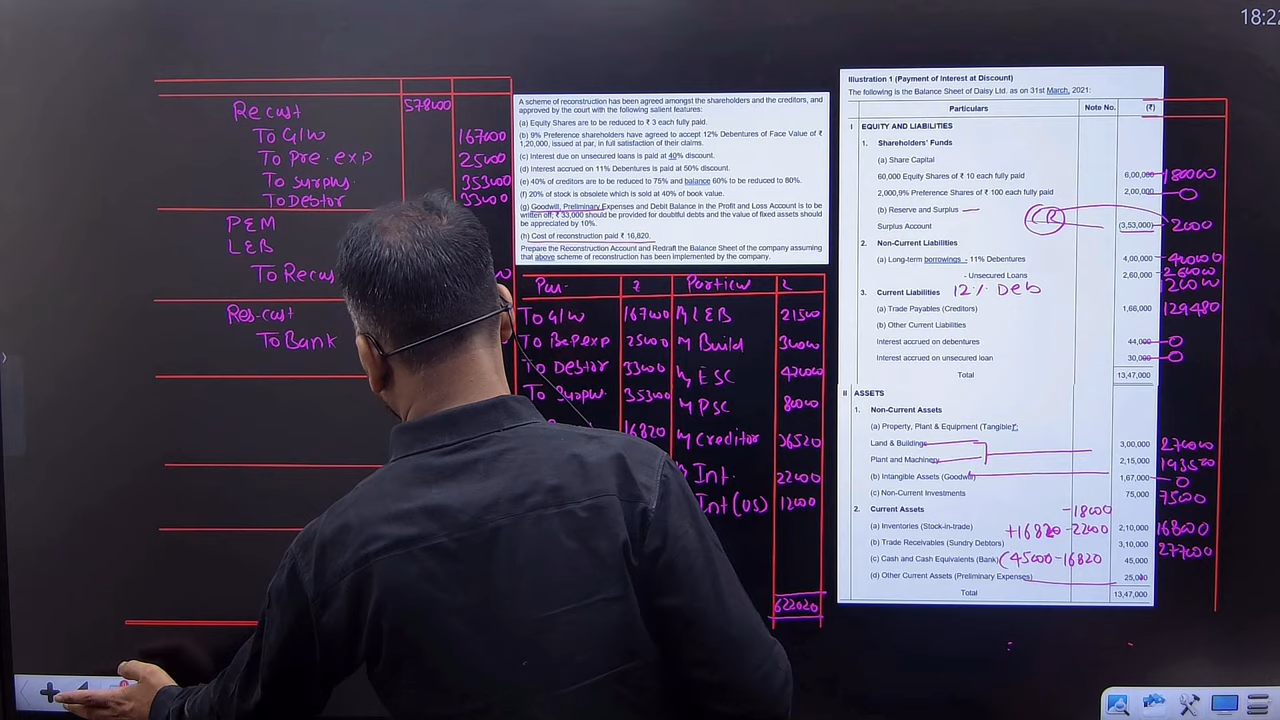 18:22
Recost 578000
To G/W 167000
To pre. exp 25000
To surplus. 353000
To Debtor 33000
P&M
L&B
To Recos
Res-cost
To Bank
A scheme of reconstruction has been agreed amongst the shareholders and the creditors, and
approved by the court with the following salient features:
(a) Equity Shares are to be reduced to ₹ 3 each fully paid.
(b) 9% Preference shareholders have agreed to accept 12% Debentures of Face Value of ₹
1,20,000, issued at par, in full satisfaction of their claims.
(c) Interest due on unsecured loans is paid at 40% discount.
(d) Interest accrued on 11% Debentures is paid at 50% discount.
(e) 40% of creditors are to be reduced to 75% and balance 60% to be reduced to 80%.
(f) 20% of stock is obsolete which is sold at 40% of book value.
(g) Goodwill, Preliminary Expenses and Debit Balance in the Profit and Loss Account is to be
written off; ₹ 33,000 should be provided for doubtful debts and the value of fixed assets should
be appreciated by 10%.
(h) Cost of reconstruction paid ₹ 16,820.
Prepare the Reconstruction Account and Redraft the Balance Sheet of the company assuming
that above scheme of reconstruction has been implemented by the company.
Par- ₹ Particu ₹
To G/W 167000 By L&B 21500
25000 By Build 30000
To Debtor 33000 By ESC 420000
To Surplu. 353000 By PSC 80000
16820 By Creditor 36520
Int. 22000
Int (US) 12000
622020
Illustration 1 (Payment of Interest at Discount)
The following is the Balance Sheet of Daisy Ltd. as on 31st March, 2021:
Particulars Note No. (₹)
I EQUITY AND LIABILITIES
1. Shareholders' Funds
(a) Share Capital
60,000 Equity Shares of ₹ 10 each fully paid 6,00,000 180000
2,000,9% Preference Shares of ₹ 100 each fully paid 2,00,000 0
(b) Reserve and Surplus CR
Surplus Account (3,53,000) 2000
2. Non-Current Liabilities
(a) Long-term borrowings - 11% Debentures 4,00,000 400000
- Unsecured Loans 2,60,000 260000
3. Current Liabilities 12% Deb 120000
(a) Trade Payables (Creditors) 1,66,000 129480
(b) Other Current Liabilities
Interest accrued on debentures 44,000 0
Interest accrued on unsecured loan 30,000 0
Total 13,47,000
II ASSETS
1. Non-Current Assets
(a) Property, Plant & Equipment (Tangible):
Land & Buildings 3,00,000 270000
Plant and Machinery 2,15,000 193500
(b) Intangible Assets (Goodwill) 1,67,000 0
(c) Non-Current Investments 75,000 75000
2. Current Assets -18000
(a) Inventories (Stock-in-trade) +16820 -22000 2,10,000 168000
(b) Trade Receivables (Sundry Debtors) 3,10,000 277000
(c) Cash and Cash Equivalents (Bank) (45000-16820 45,000
(d) Other Current Assets (Preliminary Expenses) 25,000
Total 13,47,000